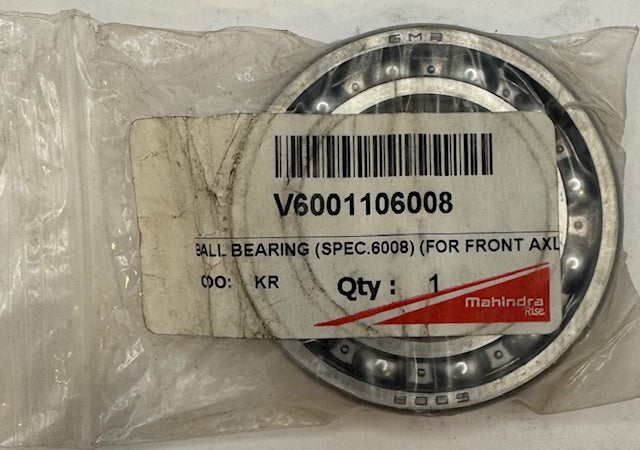 GMR
V6001106008
BALL BEARING (SPEC.6008) (FOR FRONT AXL
COO: KR Qty : 1
Mahindra
Rise
6008